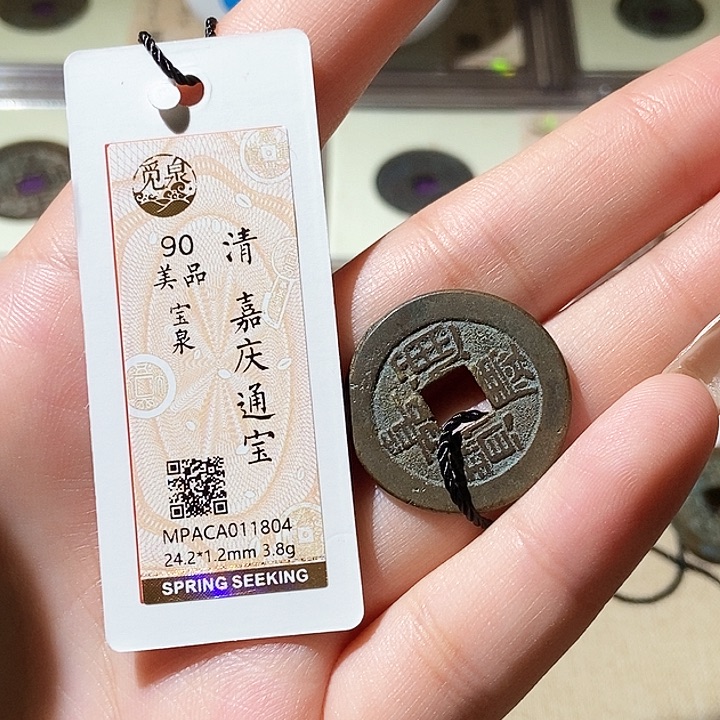 觅泉
清 嘉庆通宝
90
美品
宝泉
MPACA011804
24.2*1.2mm 3.8g
SPRING SEEKING